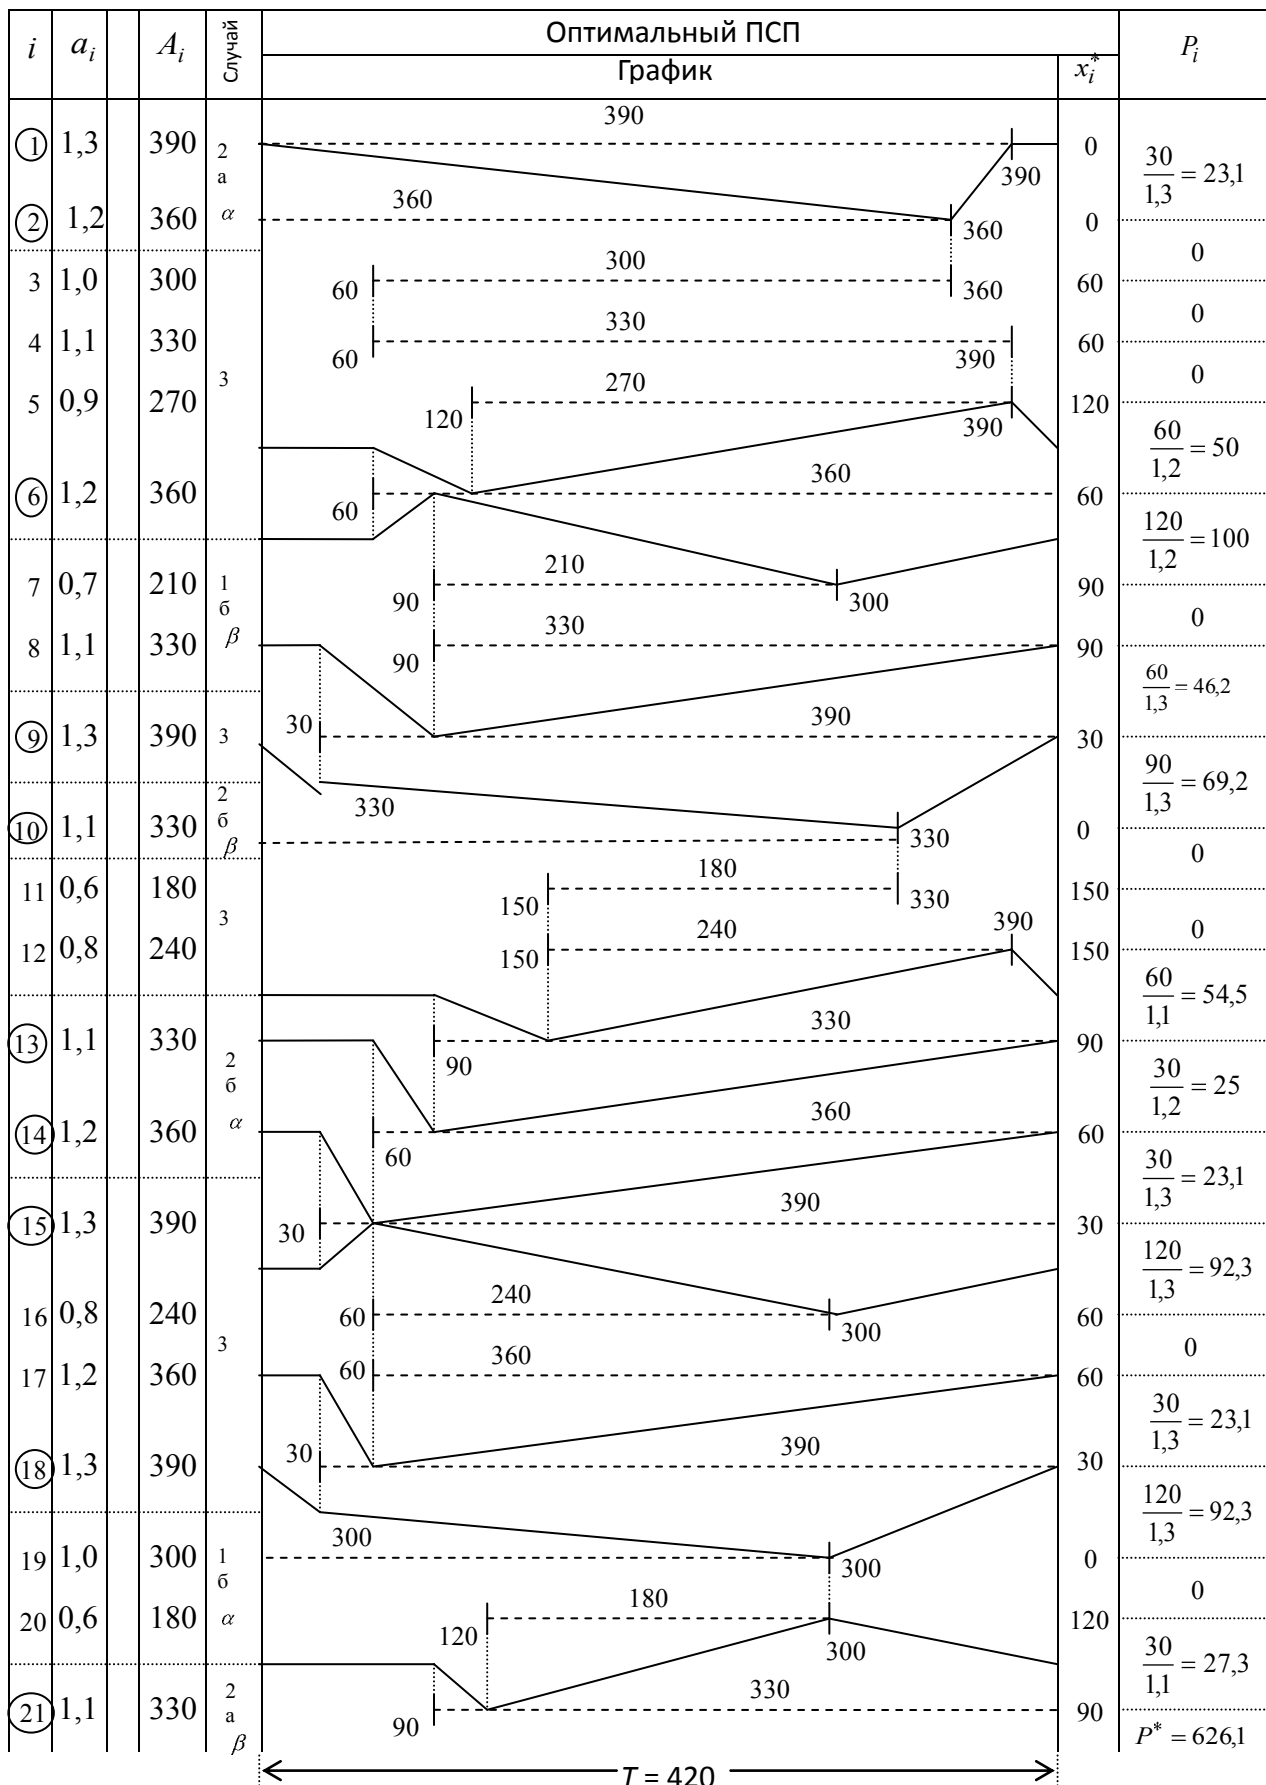 i a_i A_i Случай Оптимальный ПСП P_i
График x_i^*
390
1 1,3 390 2 а α 0
390
30/1,3 = 23,1
360
2 1,2 360 360 0
300 0
3 1,0 300 60 360 60
330 0
4 1,1 330 60 390 60
3
270 0
5 0,9 270 120 390 120
60/1,2 = 50
360
6 1,2 360 60 60
120/1,2 = 100
210
7 0,7 210 1 б β 90 300 90
330 0
8 1,1 330 90 90
60/1,3 = 46,2
390
9 1,3 390 3 30 30
90/1,3 = 69,2
330
10 1,1 330 2 б β 330 0
180 0
11 0,6 180 150 330 150
3
240 390 0
12 0,8 240 150 150
60/1,1 = 54,5
330
13 1,1 330 90 90
2 б α
30/1,2 = 25
360
14 1,2 360 60 60
30/1,3 = 23,1
390
15 1,3 390 30 30
120/1,3 = 92,3
240
16 0,8 240 60 300 60
3
360 0
17 1,2 360 60 60
30/1,3 = 23,1
390
18 1,3 390 30 30
120/1,3 = 92,3
300
19 1,0 300 1 б α 300 0
180 0
20 0,6 180 120 300 120
30/1,1 = 27,3
330
21 1,1 330 2 а β 90 90
P^* = 626,1
T = 420